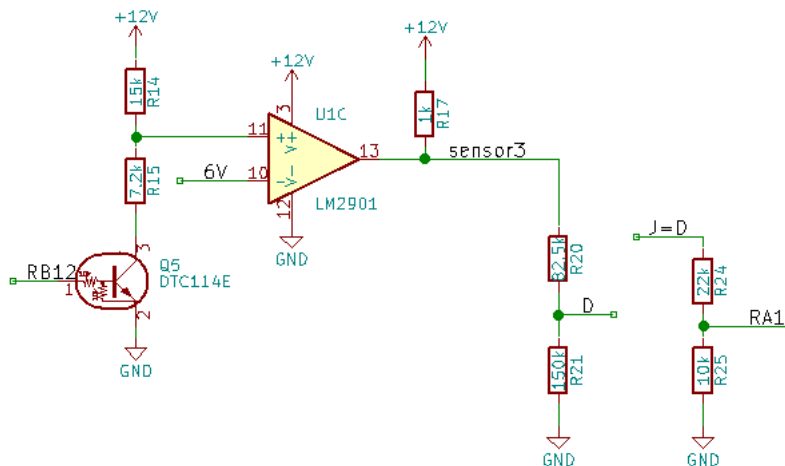 +12V
+12V
+12V
15k
R14
U1C
3
1k
R17
11
+
V+
13
sensor3
6V
10
-
V-
7.2k
R15
12
LM2901
GND
3
J=D
RB12
1
Q5
DTC114E
82.5k
R20
22k
R24
2
D
RA1
GND
150k
R21
10k
R25
GND
GND